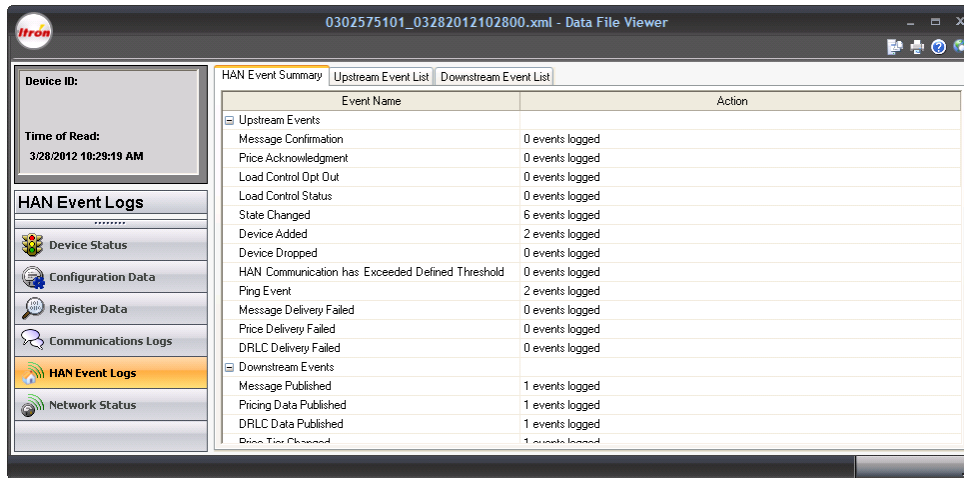 Itron
0302575101_03282012102800.xml - Data File Viewer
Device ID:
Time of Read:
3/28/2012 10:29:19 AM
HAN Event Logs
Device Status
Configuration Data
Register Data
Communications Logs
HAN Event Logs
Network Status
HAN Event Summary Upstream Event List Downstream Event List
Event Name Action
Upstream Events
Message Confirmation 0 events logged
Price Acknowledgment 0 events logged
Load Control Opt Out 0 events logged
Load Control Status 0 events logged
State Changed 6 events logged
Device Added 2 events logged
Device Dropped 0 events logged
HAN Communication has Exceeded Defined Threshold 0 events logged
Ping Event 2 events logged
Message Delivery Failed 0 events logged
Price Delivery Failed 0 events logged
DRLC Delivery Failed 0 events logged
Downstream Events
Message Published 1 events logged
Pricing Data Published 1 events logged
DRLC Data Published 1 events logged
Price Tier Changed 1 events logged